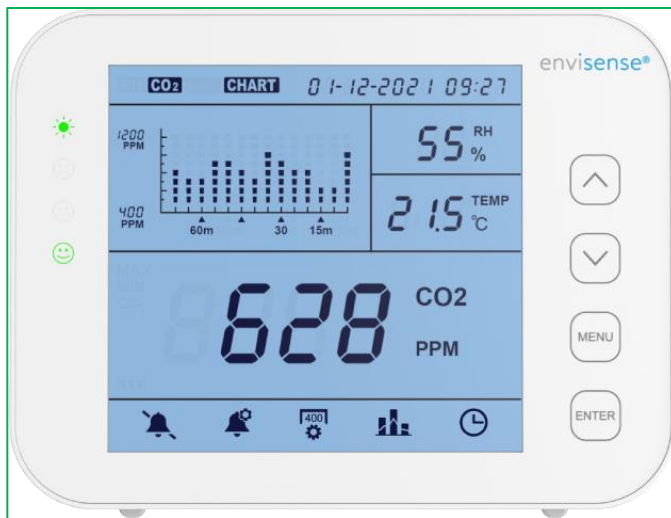 envisense®
CO2 CHART 01-12-2021 09:27
1200
PPM
400
PPM
60m 30 15m
55 RH
%
21.5 TEMP
°C
628 CO2
PPM
400
MENU
ENTER